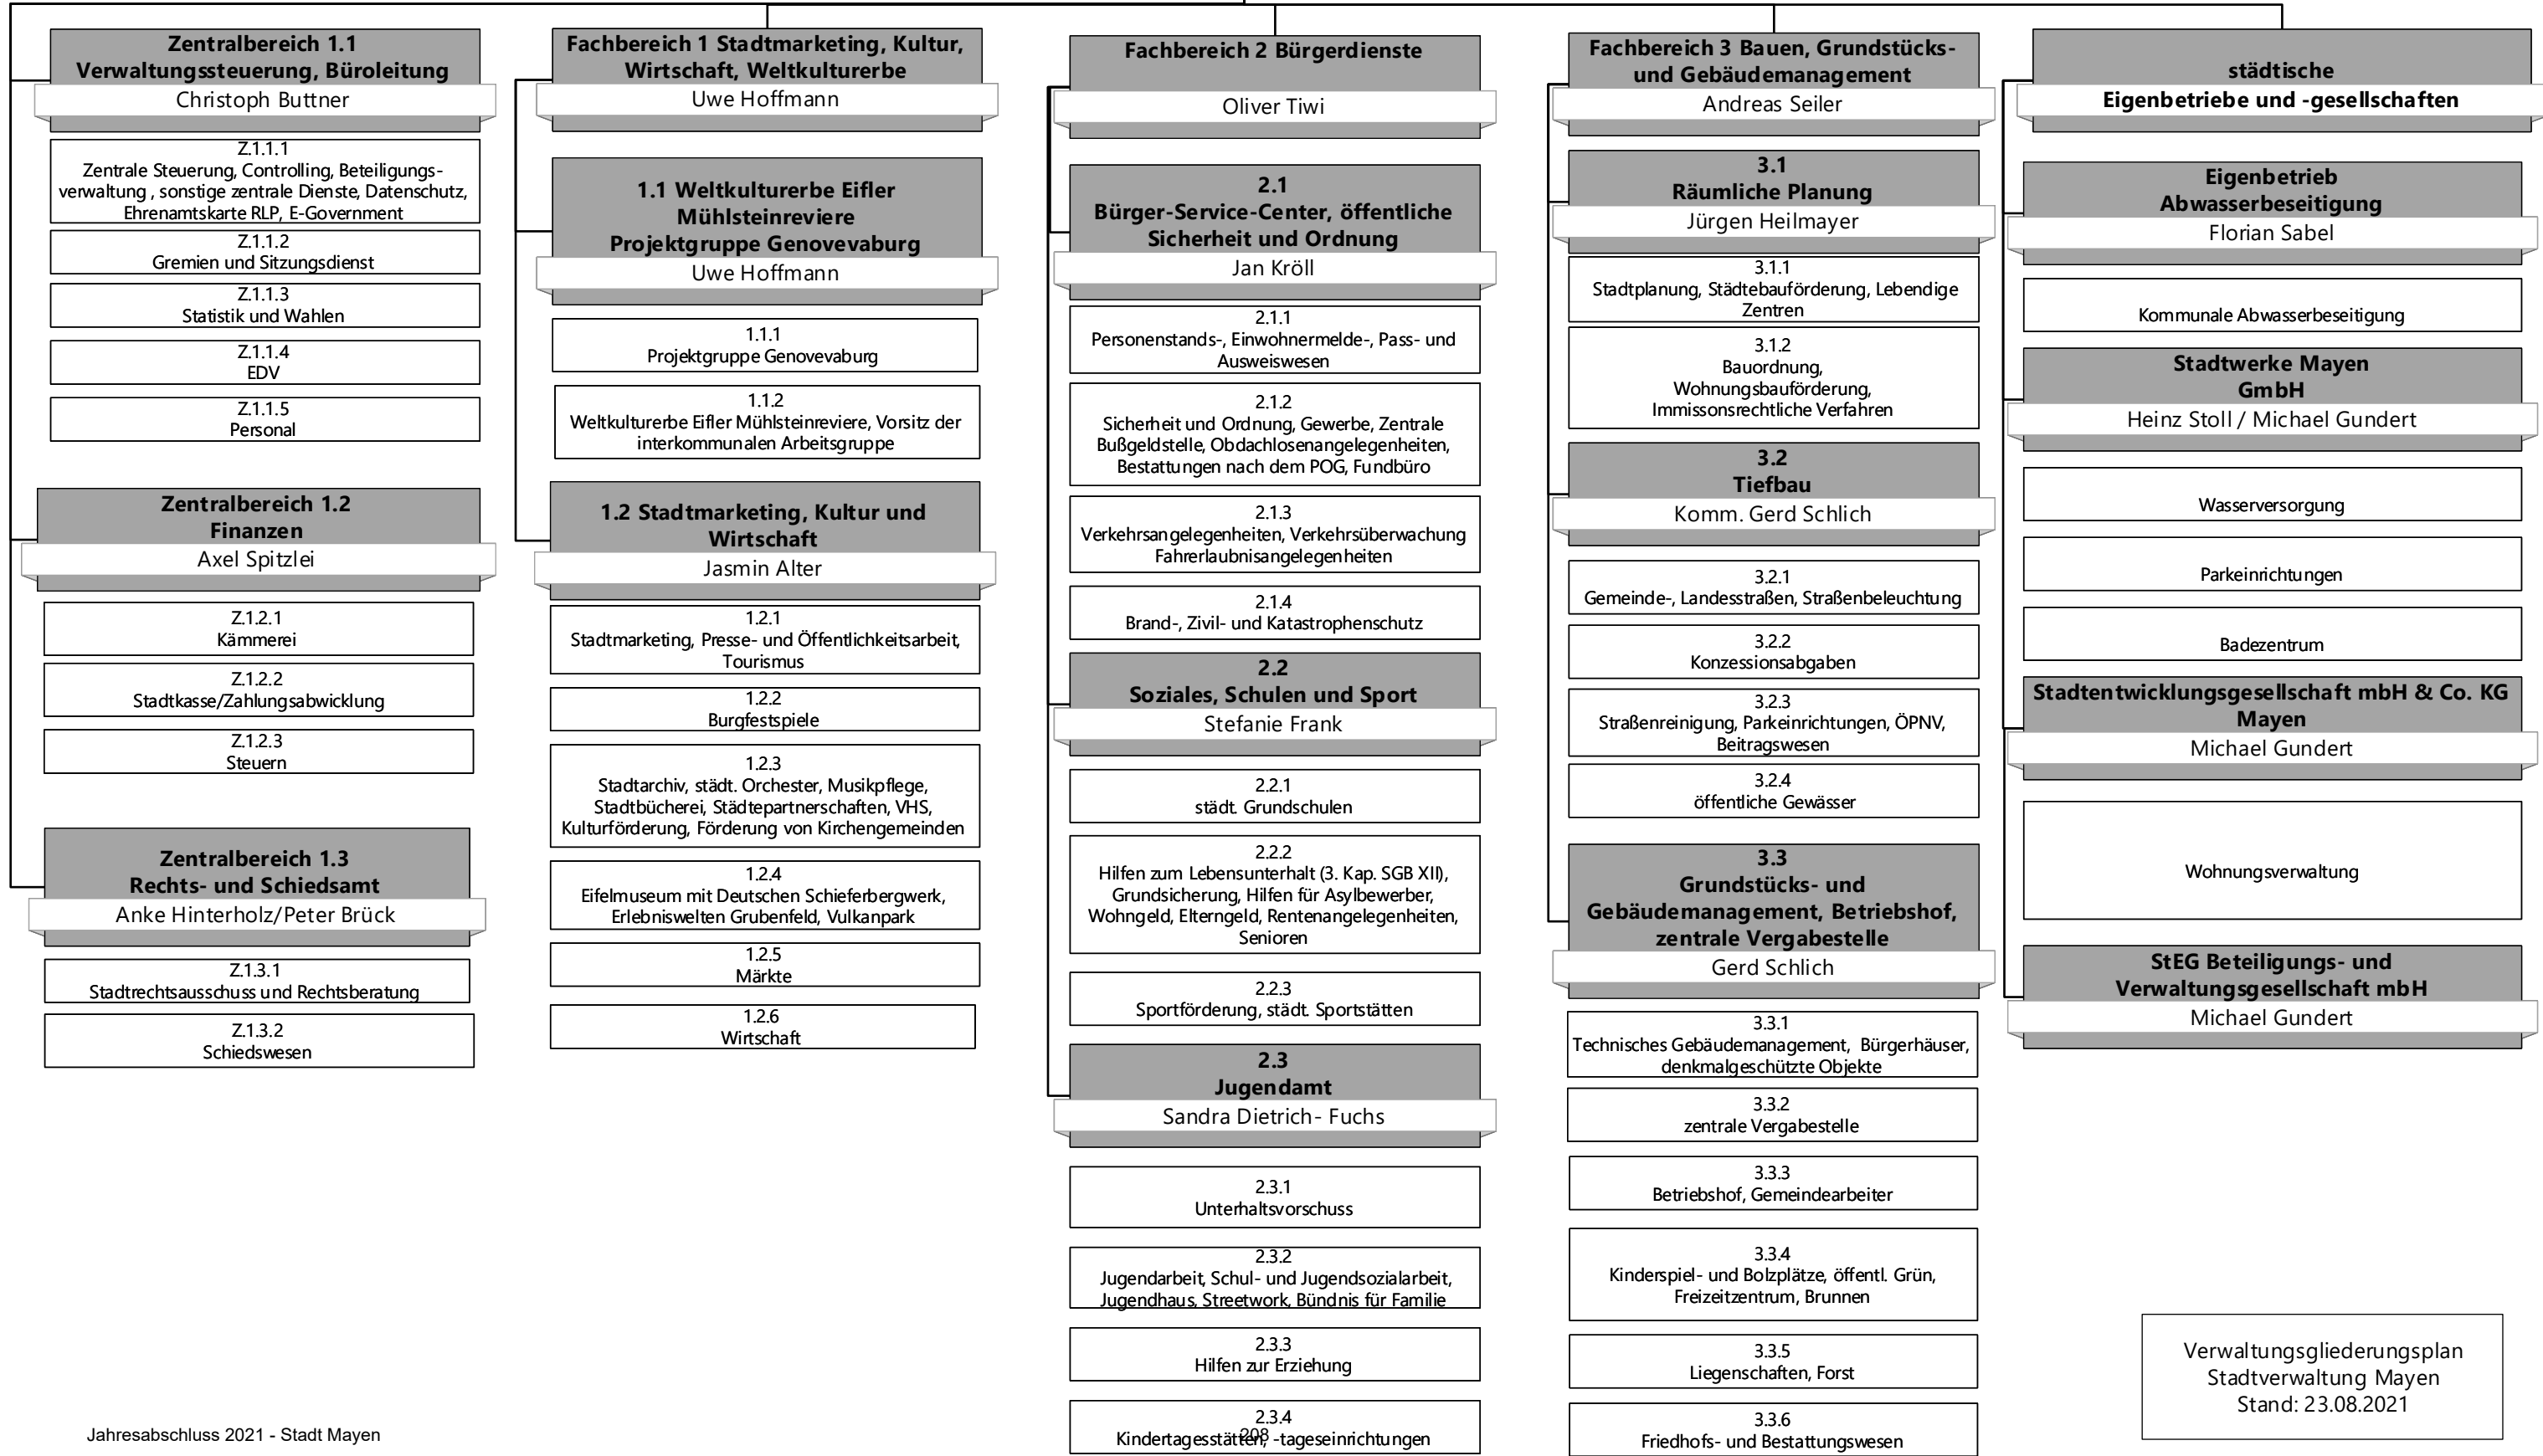 Zentralbereich 1.1
Verwaltungssteuerung, Büroleitung
Christoph Buttner
Z.1.1.1
Zentrale Steuerung, Controlling, Beteiligungs-
verwaltung , sonstige zentrale Dienste, Datenschutz,
Ehrenamtskarte RLP, E-Government
Z.1.1.2
Gremien und Sitzungsdienst
Z.1.1.3
Statistik und Wahlen
Z.1.1.4
EDV
Z.1.1.5
Personal
Zentralbereich 1.2
Finanzen
Axel Spitzlei
Z.1.2.1
Kämmerei
Z.1.2.2
Stadtkasse/Zahlungsabwicklung
Z.1.2.3
Steuern
Zentralbereich 1.3
Rechts- und Schiedsamt
Anke Hinterholz/Peter Brück
Z.1.3.1
Stadtrechtsausschuss und Rechtsberatung
Z.1.3.2
Schiedswesen
Fachbereich 1 Stadtmarketing, Kultur,
Wirtschaft, Weltkulturerbe
Uwe Hoffmann
1.1 Weltkulturerbe Eifler
Mühlsteinreviere
Projektgruppe Genovevaburg
Uwe Hoffmann
1.1.1
Projektgruppe Genovevaburg
1.1.2
Weltkulturerbe Eifler Mühlsteinreviere, Vorsitz der
interkommunalen Arbeitsgruppe
1.2 Stadtmarketing, Kultur und
Wirtschaft
Jasmin Alter
1.2.1
Stadtmarketing, Presse- und Öffentlichkeitsarbeit,
Tourismus
1.2.2
Burgfestspiele
1.2.3
Stadtarchiv, städt. Orchester, Musikpflege,
Stadtbücherei, Städtepartnerschaften, VHS,
Kulturförderung, Förderung von Kirchengemeinden
1.2.4
Eifelmuseum mit Deutschen Schieferbergwerk,
Erlebniswelten Grubenfeld, Vulkanpark
1.2.5
Märkte
1.2.6
Wirtschaft
Fachbereich 2 Bürgerdienste
Oliver Tiwi
2.1
Bürger-Service-Center, öffentliche
Sicherheit und Ordnung
Jan Kröll
2.1.1
Personenstands-, Einwohnermelde-, Pass- und
Ausweiswesen
2.1.2
Sicherheit und Ordnung, Gewerbe, Zentrale
Bußgeldstelle, Obdachlosenangelegenheiten,
Bestattungen nach dem POG, Fundbüro
2.1.3
Verkehrsangelegenheiten, Verkehrsüberwachung
Fahrerlaubnisangelegenheiten
2.1.4
Brand-, Zivil- und Katastrophenschutz
2.2
Soziales, Schulen und Sport
Stefanie Frank
2.2.1
städt. Grundschulen
2.2.2
Hilfen zum Lebensunterhalt (3. Kap. SGB XII),
Grundsicherung, Hilfen für Asylbewerber,
Wohngeld, Elterngeld, Rentenangelegenheiten,
Senioren
2.2.3
Sportförderung, städt. Sportstätten
2.3
Jugendamt
Sandra Dietrich- Fuchs
2.3.1
Unterhaltsvorschuss
2.3.2
Jugendarbeit, Schul- und Jugendsozialarbeit,
Jugendhaus, Streetwork, Bündnis für Familie
2.3.3
Hilfen zur Erziehung
2.3.4
Kindertagesstätten, -tageseinrichtungen
Fachbereich 3 Bauen, Grundstücks-
und Gebäudemanagement
Andreas Seiler
3.1
Räumliche Planung
Jürgen Heilmayer
3.1.1
Stadtplanung, Städtebauförderung, Lebendige
Zentren
3.1.2
Bauordnung,
Wohnungsbauförderung,
Immissonsrechtliche Verfahren
3.2
Tiefbau
Komm. Gerd Schlich
3.2.1
Gemeinde-, Landesstraßen, Straßenbeleuchtung
3.2.2
Konzessionsabgaben
3.2.3
Straßenreinigung, Parkeinrichtungen, ÖPNV,
Beitragswesen
3.2.4
öffentliche Gewässer
3.3
Grundstücks- und
Gebäudemanagement, Betriebshof,
zentrale Vergabestelle
Gerd Schlich
3.3.1
Technisches Gebäudemanagement, Bürgerhäuser,
denkmalgeschützte Objekte
3.3.2
zentrale Vergabestelle
3.3.3
Betriebshof, Gemeindearbeiter
3.3.4
Kinderspiel- und Bolzplätze, öffentl. Grün,
Freizeitzentrum, Brunnen
3.3.5
Liegenschaften, Forst
3.3.6
Friedhofs- und Bestattungswesen
städtische
Eigenbetriebe und -gesellschaften
Eigenbetrieb
Abwasserbeseitigung
Florian Sabel
Kommunale Abwasserbeseitigung
Stadtwerke Mayen
GmbH
Heinz Stoll / Michael Gundert
Wasserversorgung
Parkeinrichtungen
Badezentrum
Stadtentwicklungsgesellschaft mbH & Co. KG
Mayen
Michael Gundert
Wohnungsverwaltung
StEG Beteiligungs- und
Verwaltungsgesellschaft mbH
Michael Gundert
Verwaltungsgliederungsplan
Stadtverwaltung Mayen
Stand: 23.08.2021
Jahresabschluss 2021 - Stadt Mayen
208